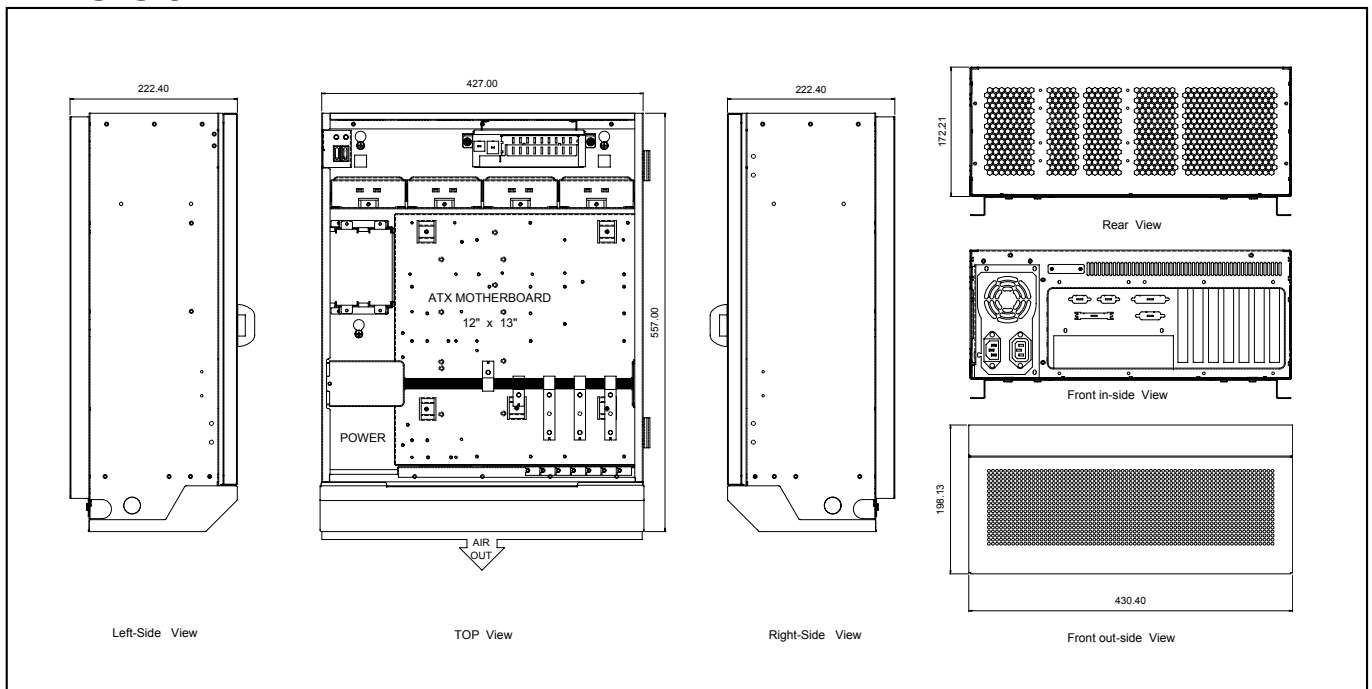 222.40
427.00
222.40
172.21
Rear View
ATX MOTHERBOARD
12" x 13"
557.00
Front in-side View
POWER
198.13
AIR
OUT
430.40
Left-Side View
TOP View
Right-Side View
Front out-side View